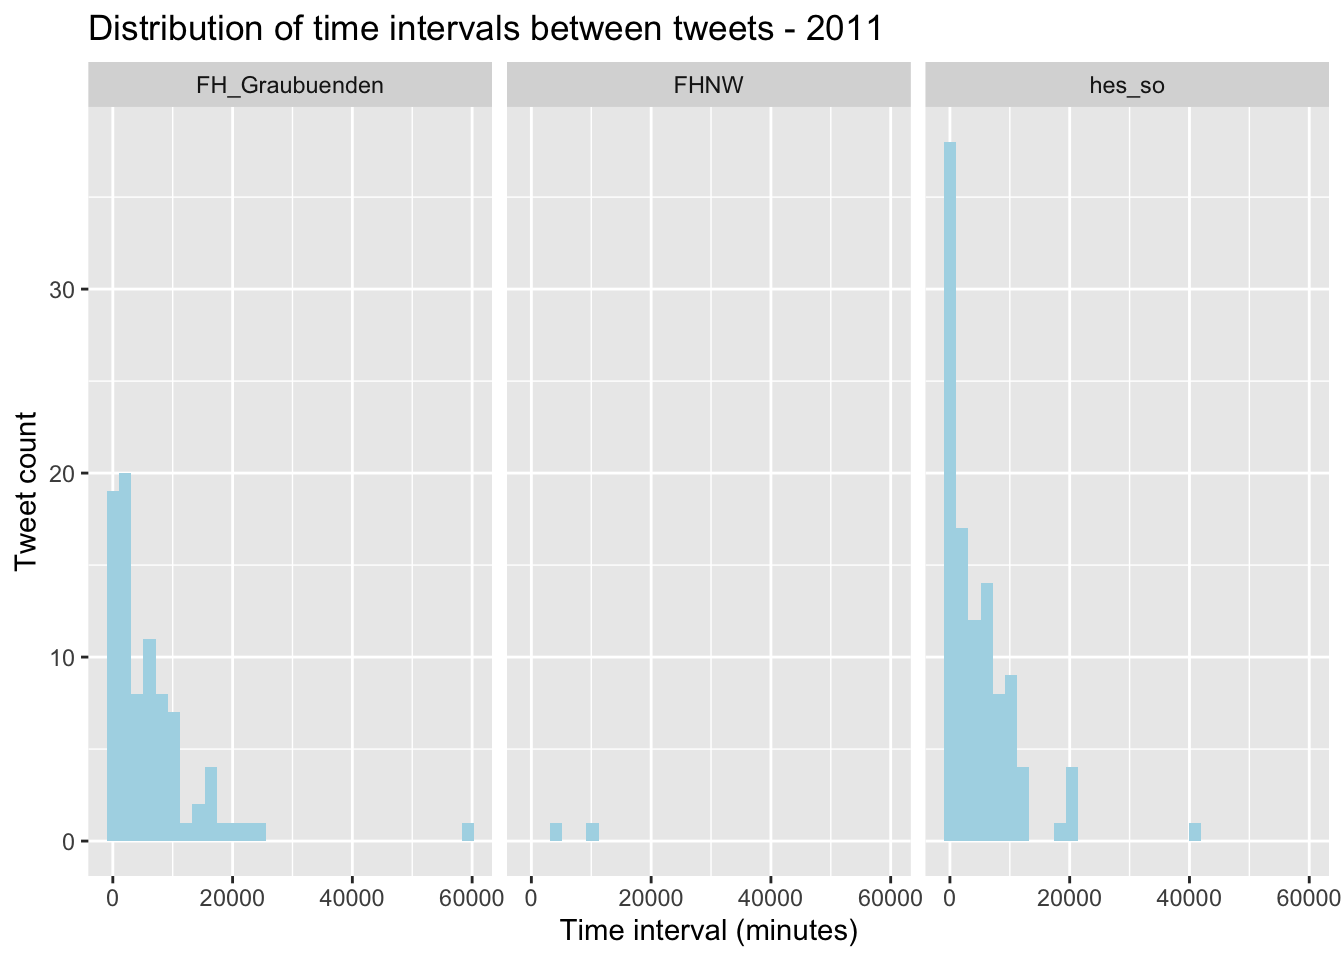 Distribution of time intervals between tweets - 2011
FH_Graubuenden
FHNW
hes_so
30
20
10
0
Tweet count
0 20000 40000 60000
0 20000 40000 60000
0 20000 40000 60000
Time interval (minutes)